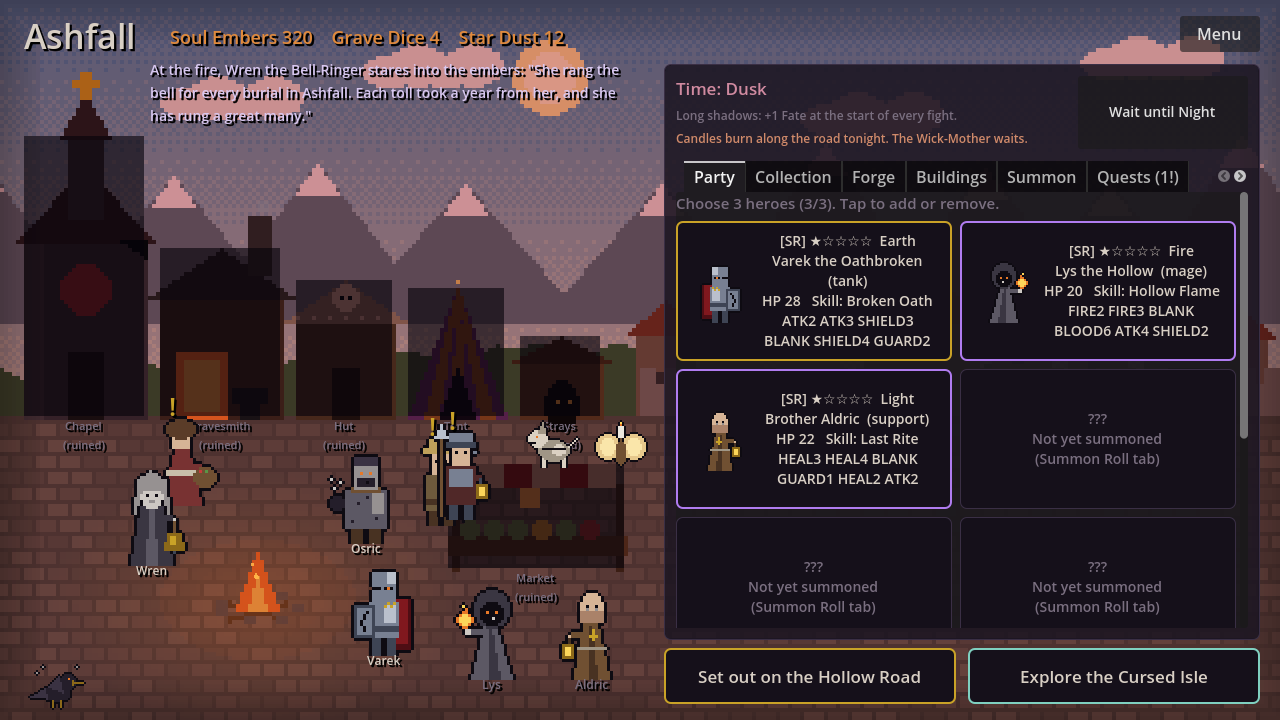 Ashfall
Soul Embers 320 Grave Dice 4 Star Dust 12
Menu
At the fire, Wren the Bell-Ringer stares into the embers: "She rang the
bell for every burial in Ashfall. Each toll took a year from her, and she
has rung a great many."
Time: Dusk
Long shadows: +1 Fate at the start of every fight.
Candles burn along the road tonight. The Wick-Mother waits.
Wait until Night
Party Collection Forge Buildings Summon Quests (1!)
Choose 3 heroes (3/3). Tap to add or remove.
[SR] ★☆☆☆☆ Earth
Varek the Oathbroken
(tank)
HP 28 Skill: Broken Oath
ATK2 ATK3 SHIELD3
BLANK SHIELD4 GUARD2
[SR] ★☆☆☆☆ Fire
Lys the Hollow (mage)
HP 20 Skill: Hollow Flame
FIRE2 FIRE3 BLANK
BLOOD6 ATK4 SHIELD2
[SR] ★☆☆☆☆ Light
Brother Aldric (support)
HP 22 Skill: Last Rite
HEAL3 HEAL4 BLANK
GUARD1 HEAL2 ATK2
???
Not yet summoned
(Summon Roll tab)
???
Not yet summoned
(Summon Roll tab)
???
Not yet summoned
(Summon Roll tab)
Chapel
(ruined)
(ruined)
Hut
(ruined)
Market
(ruined)
Wren
Osric
Varek
Lys
Aldric
Set out on the Hollow Road
Explore the Cursed Isle